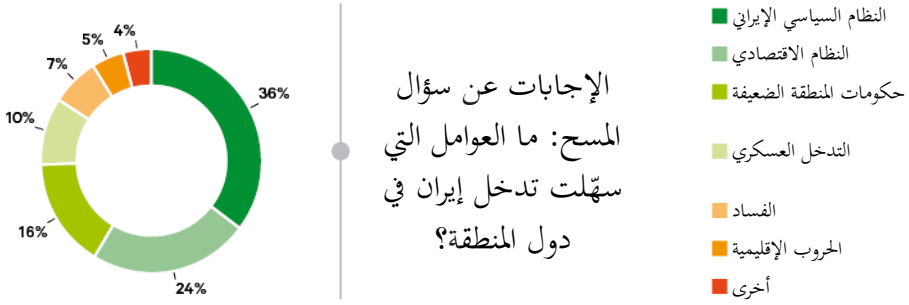 النظام السياسي الإيراني
النظام الاقتصادي
حكومات المنطقة الضعيفة
التدخل العسكري
الفساد
الحروب الإقليمية
أخرى
الإجابات عن سؤال
المسح: ما العوامل التي
سهّلت تدخل إيران في
دول المنطقة؟
36%
24%
16%
10%
7%
5%
4%